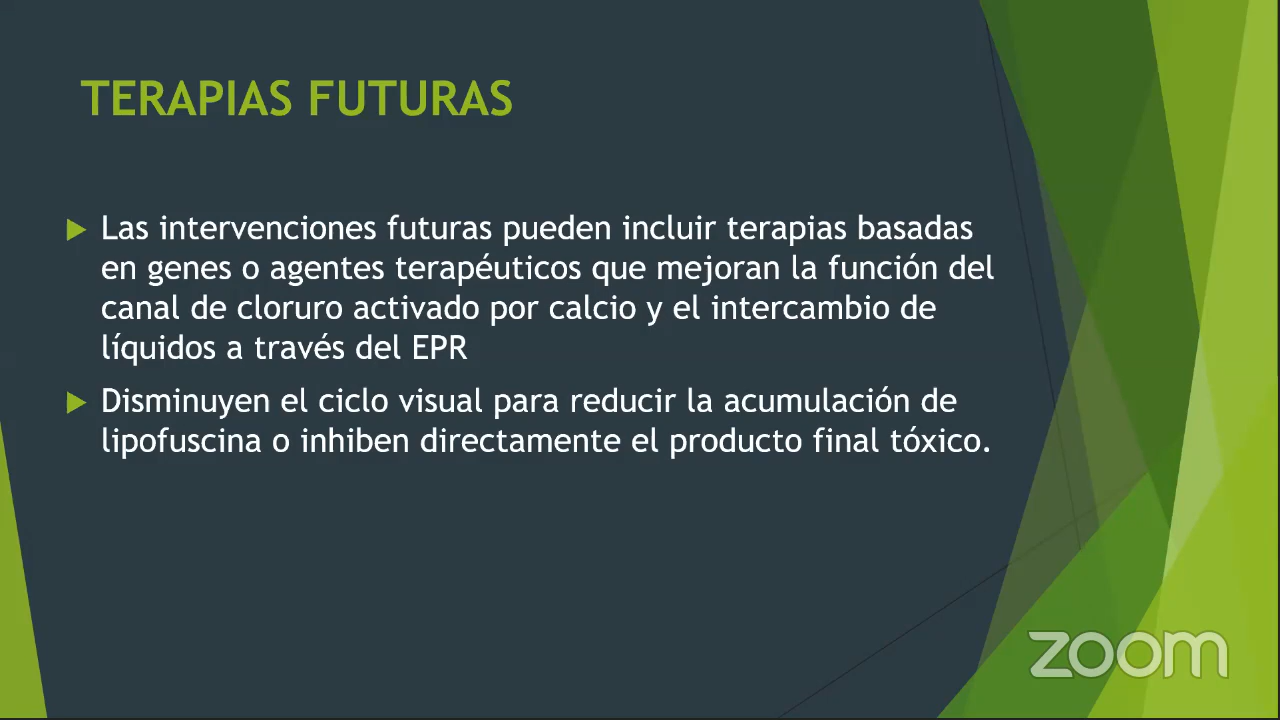 TERAPIAS FUTURAS
Las intervenciones futuras pueden incluir terapias basadas
en genes o agentes terapéuticos que mejoran la función del
canal de cloruro activado por calcio y el intercambio de
líquidos a través del EPR
Disminuyen el ciclo visual para reducir la acumulación de
lipofuscina o inhiben directamente el producto final tóxico.
zoom